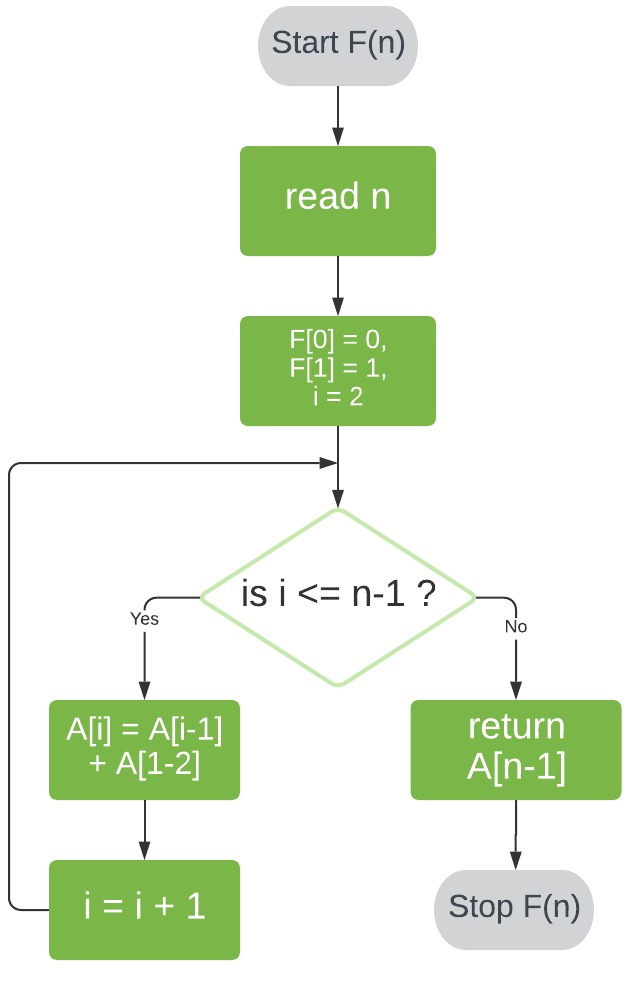 Start F(n)
read n
F[0] = 0,
F[1] = 1,
i = 2
is i <= n-1 ?
Yes
No
A[i] = A[i-1]
+ A[1-2]
return
A[n-1]
i = i + 1
Stop F(n)